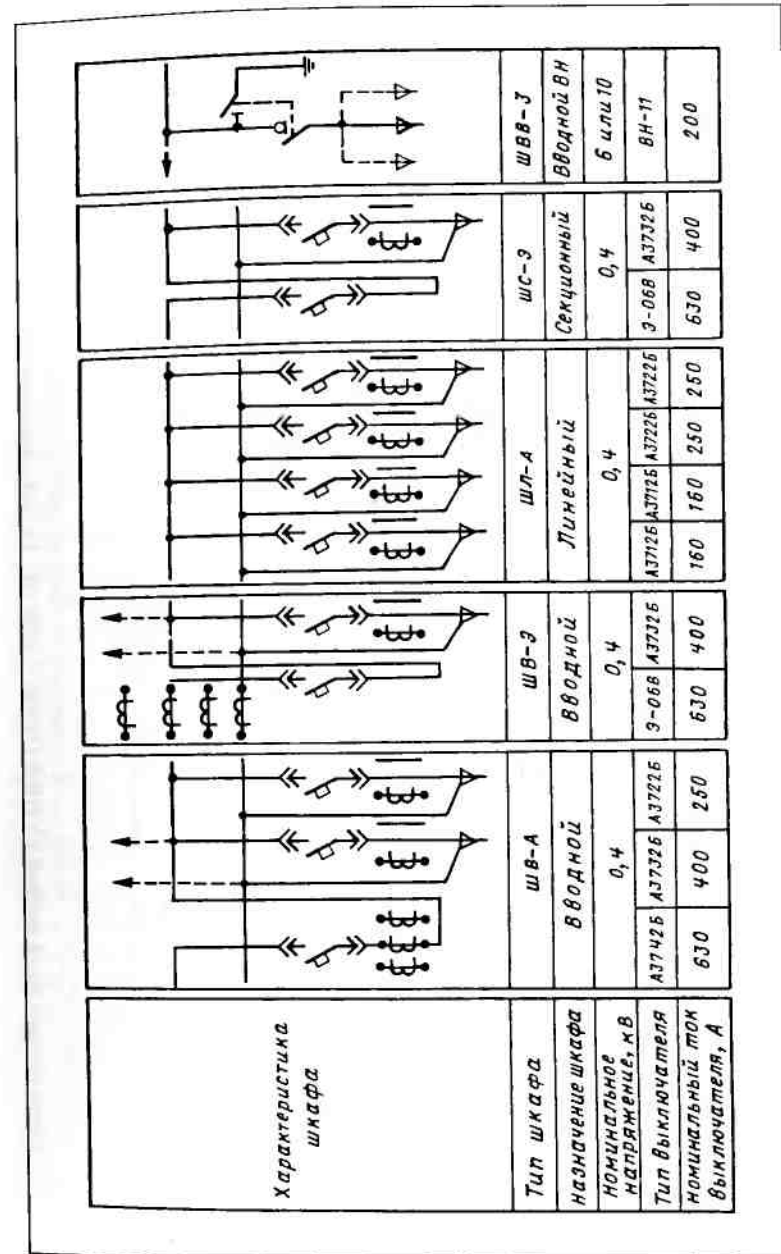 Характеристика
шкафа
Тип шкафа
ШВ-А
ШВ-Э
ШЛ-А
ШС-Э
ШВВ-3
назначение шкафа
Вводной
Вводной
Линейный
Секционный
Вводной ВН
Номинальное
напряжение, кВ
0,4
0,4
0,4
0,4
6 или 10
Тип выключателя
А3742Б
А3732Б
А3722Б
Э-06В
А3732Б
А3712Б
А3712Б
А3722Б
А3722Б
Э-06В
А3732Б
ВН-11
номинальный ток
выключателя, А
630
400
250
630
400
160
160
250
250
630
400
200